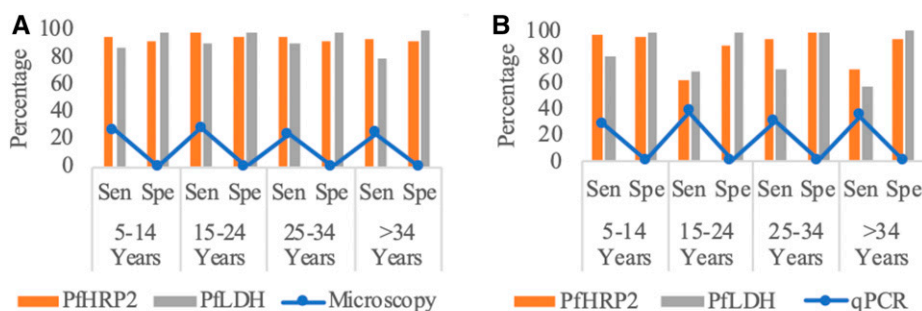 A
Percentage
100
80
60
40
20
0
Sen Spe Sen Spe Sen Spe Sen Spe
5-14 15-24 25-34 >34
Years Years Years Years
PfHRP2 PfLDH Microscopy
B
Percentage
100
80
60
40
20
0
Sen Spe Sen Spe Sen Spe Sen Spe
5-14 15-24 25-34 >34
Years Years Years Years
PfHRP2 PfLDH qPCR